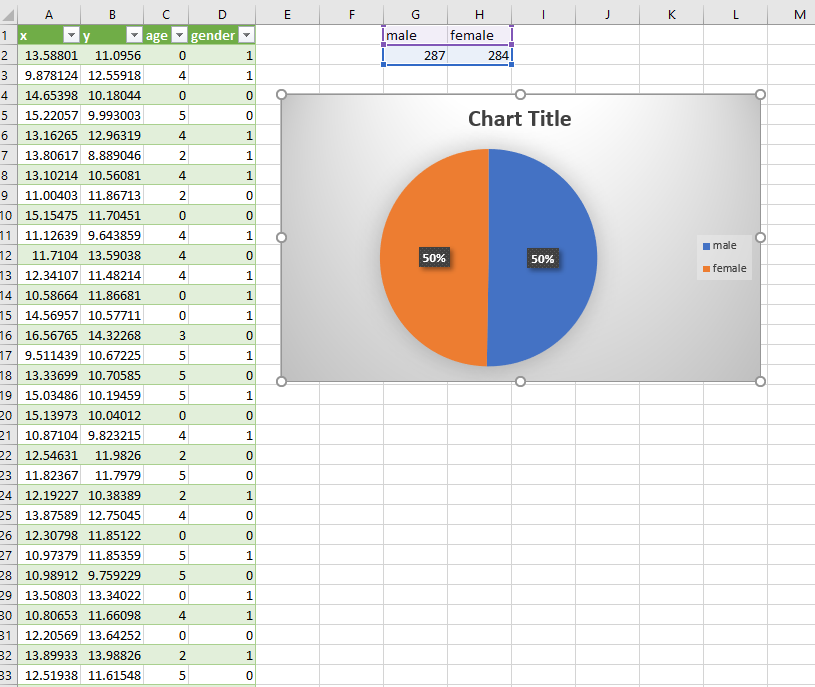 A B C D E F G H I J K L M
1 x y age gender male female
2 13.58801 11.0956 0 1 287 284
3 9.878124 12.55918 4 1
4 14.65398 10.18044 0 0
Chart Title
5 15.22057 9.993003 5 0
6 13.16265 12.96319 4 1
7 13.80617 8.889046 2 1
8 13.10214 10.56081 4 1
9 11.00403 11.86713 2 0
10 15.15475 11.70451 0 0
11 11.12639 9.643859 4 1
male
12 11.7104 13.59038 4 0
50% 50%
13 12.34107 11.48214 4 1
female
14 10.58664 11.86681 0 1
15 14.56957 10.57711 0 1
16 16.56765 14.32268 3 0
17 9.511439 10.67225 5 1
18 13.33699 10.70585 5 0
19 15.03486 10.19459 5 1
20 15.13973 10.04012 0 0
21 10.87104 9.823215 4 1
22 12.54631 11.9826 2 0
23 11.82367 11.7979 5 0
24 12.19227 10.38389 2 1
25 13.87589 12.75045 4 0
26 12.30798 11.85122 0 0
27 10.97379 11.85359 5 1
28 10.98912 9.759229 5 0
29 13.50803 13.34022 0 1
30 10.80653 11.66098 4 1
31 12.20569 13.64252 0 0
32 13.89933 13.98826 2 1
33 12.51938 11.61548 5 0